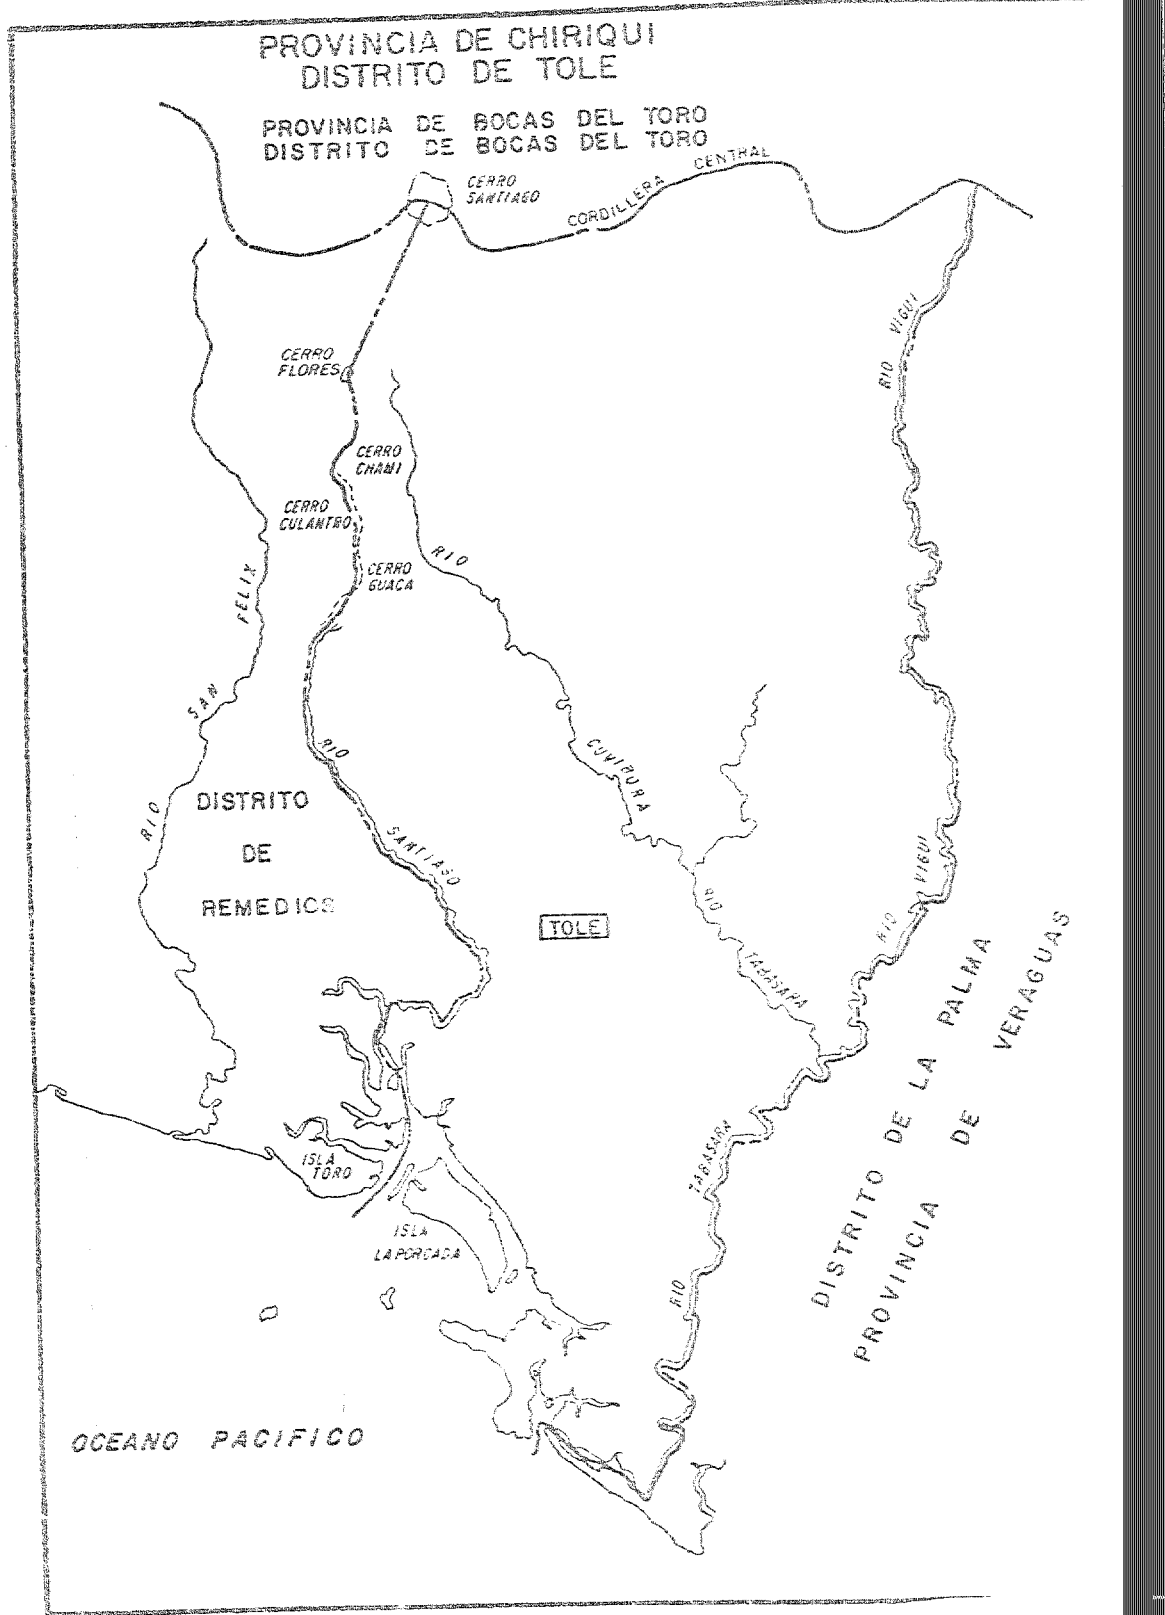 PROVINCIA DE CHIRIQUI
DISTRITO DE TOLE
PROVINCIA DE BOCAS DEL TORO
DISTRITO DE BOCAS DEL TORO
CERRO
SANTIAGO
CORDILLERA CENTRAL
RIO VIGUI
CERRO
FLORES
CERRO
CHAMI
CERRO
CULANTRO
CERRO
GUACA
RIO SAN FELIX
RIO CUVIBORA
RIO SANTIAGO
DISTRITO
DE
REMEDIOS
TOLE
RIO TABASARA
RIO VIGUI
DISTRITO DE LA PALMA
PROVINCIA DE VERAGUAS
ISLA
TORO
RIO TABASARA
ISLA
LA PORCADA
OCEANO PACIFICO